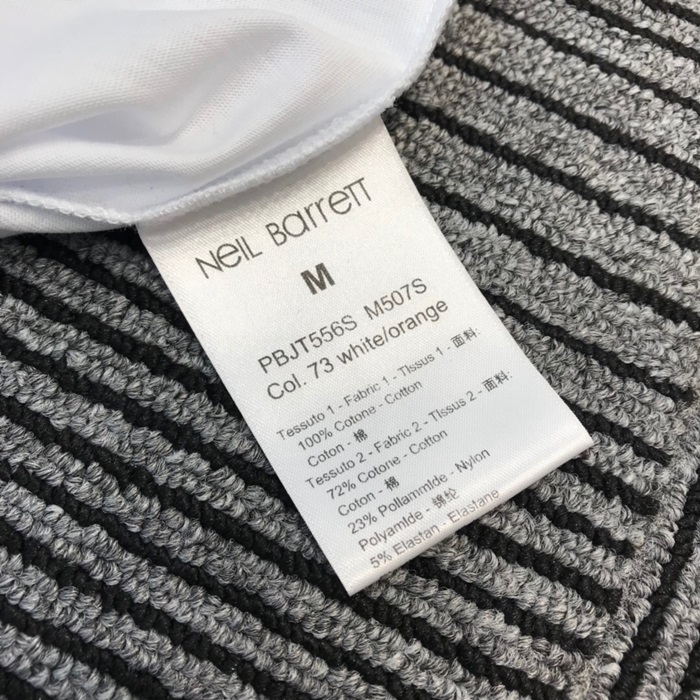 NEIL BARRETT
M
PBJT556S M507S
Col. 73 white/orange
Tessuto 1 - Fabric 1 - Tissus 1 - 面料:
100% Cotone - Cotton
Coton - 棉
Tessuto 2 - Fabric 2 - Tissus 2 - 面料:
72% Cotone - Cotton
Coton - 棉
23% Poliammide - Nylon
Polyamide - 锦纶
5% Elastan - Elastane